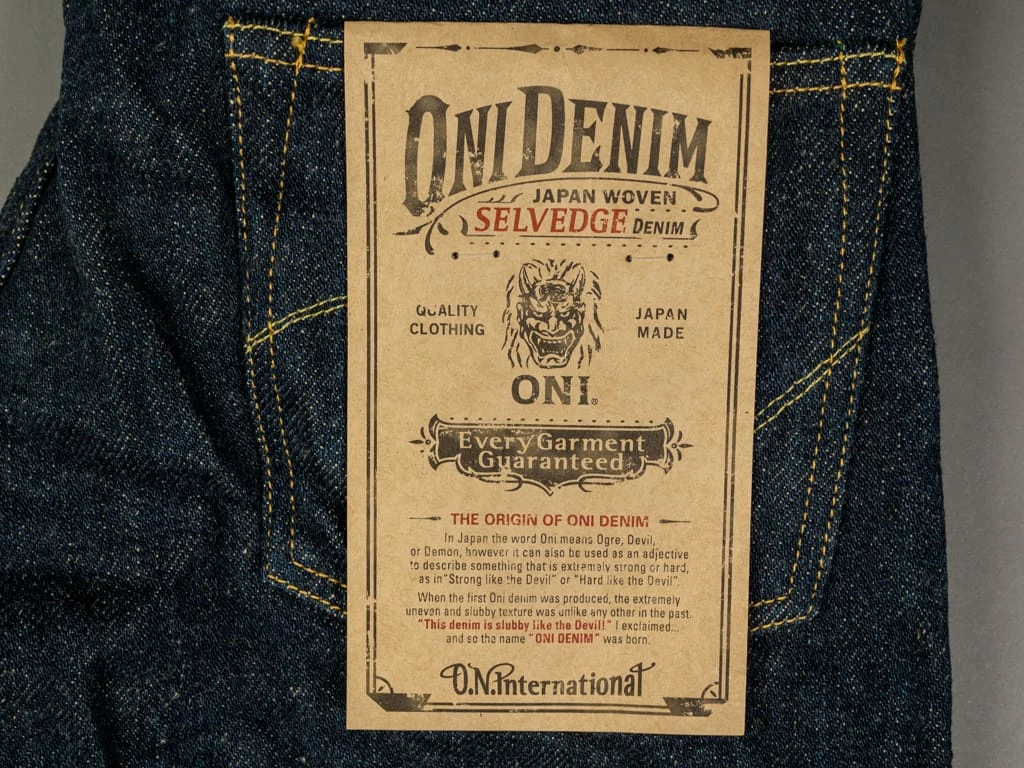 ONI DENIM
JAPAN WOVEN
SELVEDGE DENIM
QUALITY
CLOTHING
JAPAN
MADE
ONI®
Every Garment
Guaranteed
THE ORIGIN OF ONI DENIM
In Japan the word Oni means Ogre, Devil,
or Demon, however it can also be used as an adjective
to describe something that is extremely strong or hard,
as in "Strong like the Devil" or "Hard like the Devil".
When the first Oni denim was produced, the extremely
uneven and slubby texture was unlike any other in the past.
"This denim is slubby like the Devil!" I exclaimed...
and so the name "ONI DENIM" was born.
O.N.International